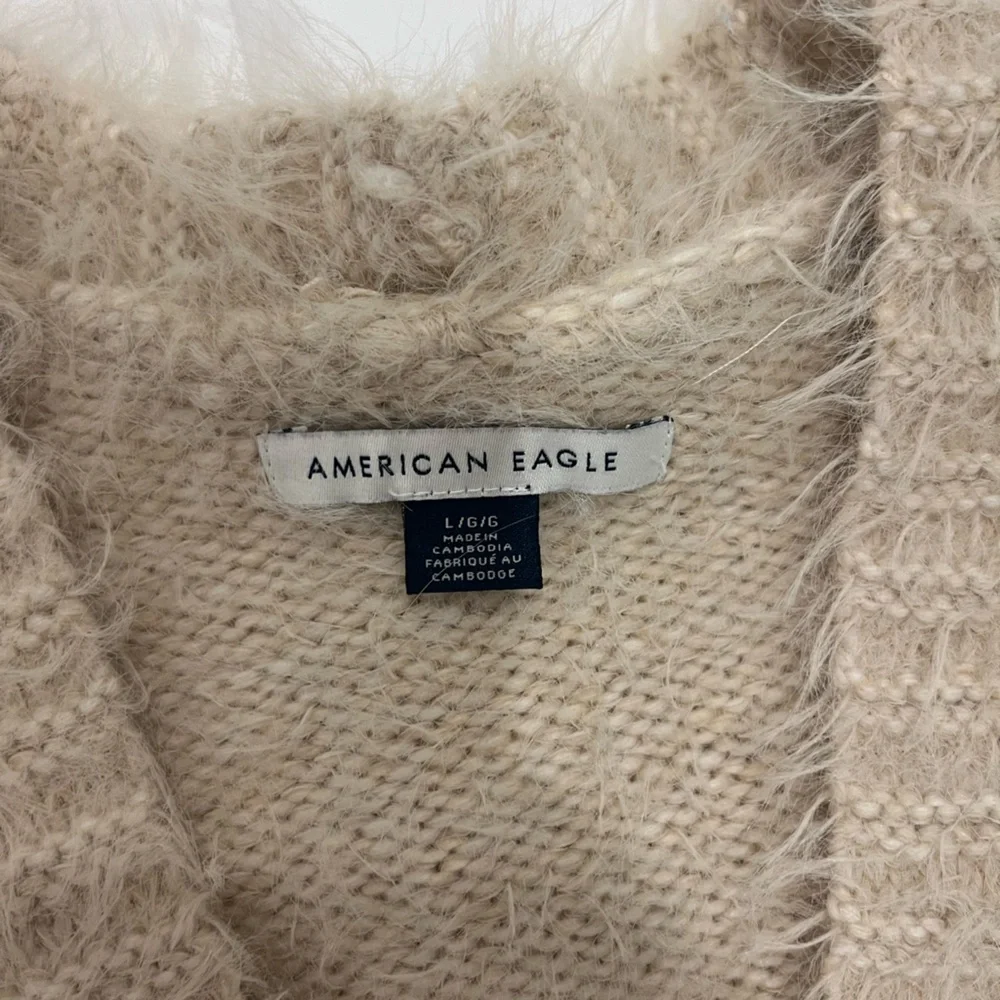 AMERICAN EAGLE
L/G/G
MADE IN
CAMBODIA
FABRIQUÉ AU
CAMBODGE